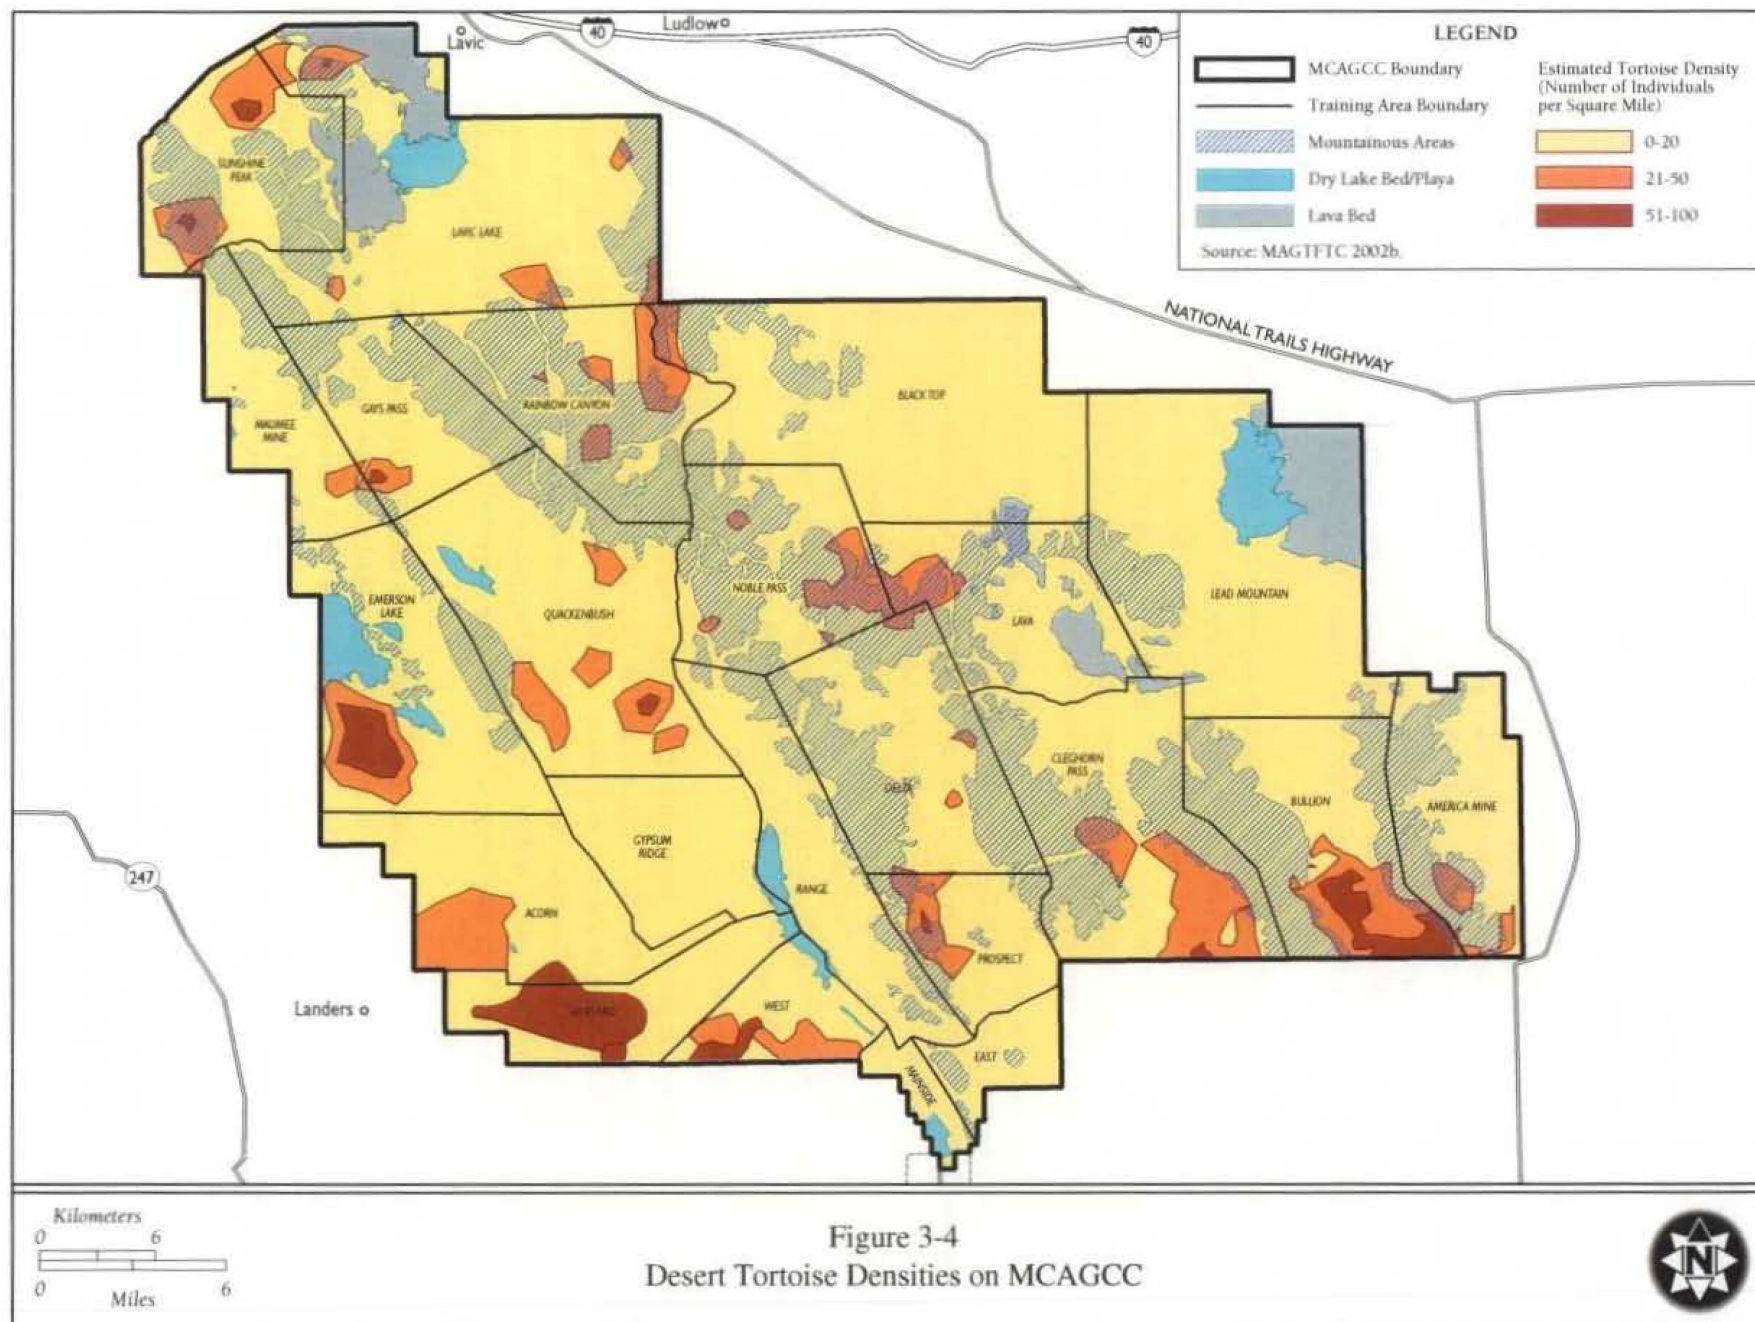 Lavic
40
Ludlow
40
LEGEND
MCAGCC Boundary
Training Area Boundary
Mountainous Areas
Dry Lake Bed/Playa
Lava Bed
Source: MAGTFTC 2002b.
Estimated Tortoise Density
(Number of Individuals
per Square Mile)
0-20
21-50
51-100
NATIONAL TRAILS HIGHWAY
SUNSHINE
PEAK
LAVIC LAKE
GAYS PASS
RAINBOW CANYON
BLACK TOP
MAUMEE
MINE
EMERSON
LAKE
QUACKENBUSH
NOBLE PASS
LAVA
LEAD MOUNTAIN
DELTA
CLEGHORN
PASS
BULLION
AMERICA MINE
GYPSUM
RIDGE
247
RANGE
ACORN
PROSPECT
Landers
WEST
EAST
MAINSIDE
Kilometers
0 6
0 6
Miles
Figure 3-4
Desert Tortoise Densities on MCAGCC
N